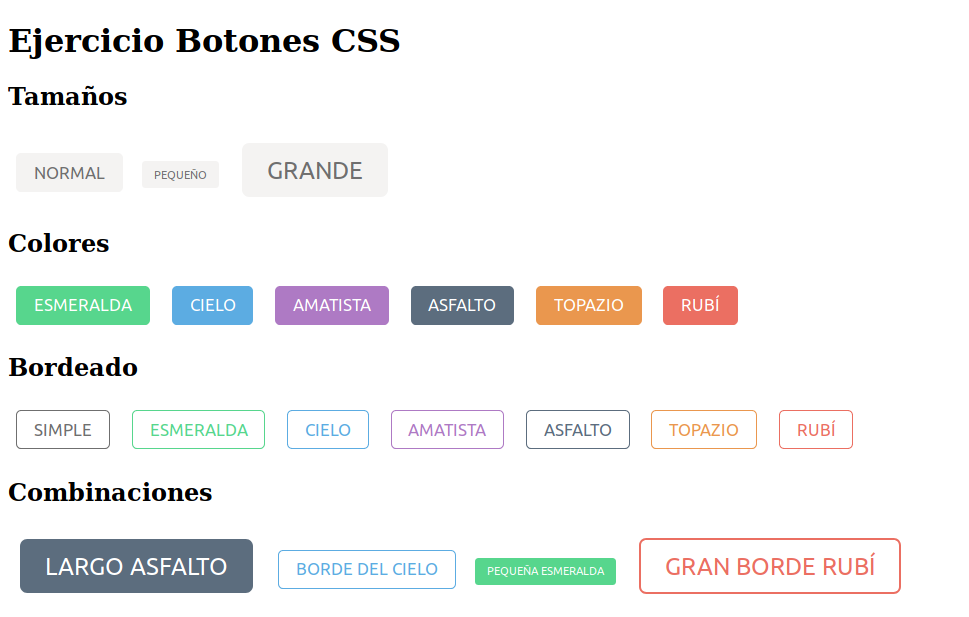 Ejercicio Botones CSS
Tamaños
NORMAL PEQUEÑO GRANDE
Colores
ESMERALDA CIELO AMATISTA ASFALTO TOPAZIO RUBÍ
Bordeado
SIMPLE ESMERALDA CIELO AMATISTA ASFALTO TOPAZIO RUBÍ
Combinaciones
LARGO ASFALTO BORDE DEL CIELO PEQUEÑA ESMERALDA GRAN BORDE RUBÍ